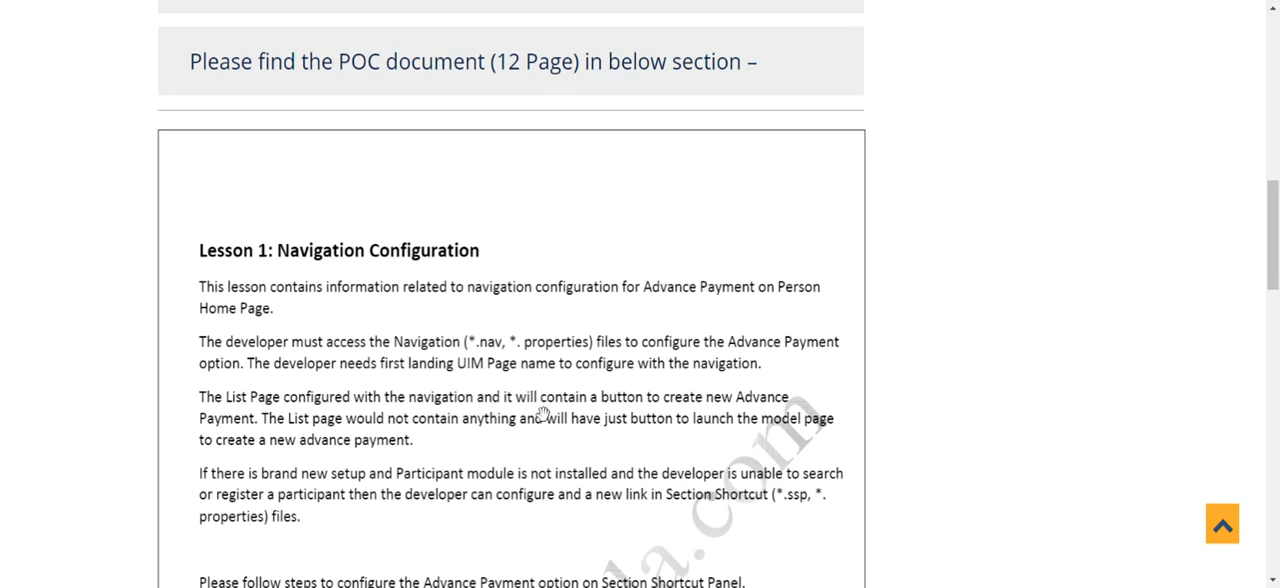 Please find the POC document (12 Page) in below section –
Lesson 1: Navigation Configuration
This lesson contains information related to navigation configuration for Advance Payment on Person
Home Page.
The developer must access the Navigation (*.nav, *. properties) files to configure the Advance Payment
option. The developer needs first landing UIM Page name to configure with the navigation.
The List Page configured with the navigation and it will contain a button to create new Advance
Payment. The List page would not contain anything and will have just button to launch the model page
to create a new advance payment.
If there is brand new setup and Participant module is not installed and the developer is unable to search
or register a participant then the developer can configure and a new link in Section Shortcut (*.ssp, *.
properties) files.
Please follow steps to configure the Advance Payment option on Section Shortcut Panel.